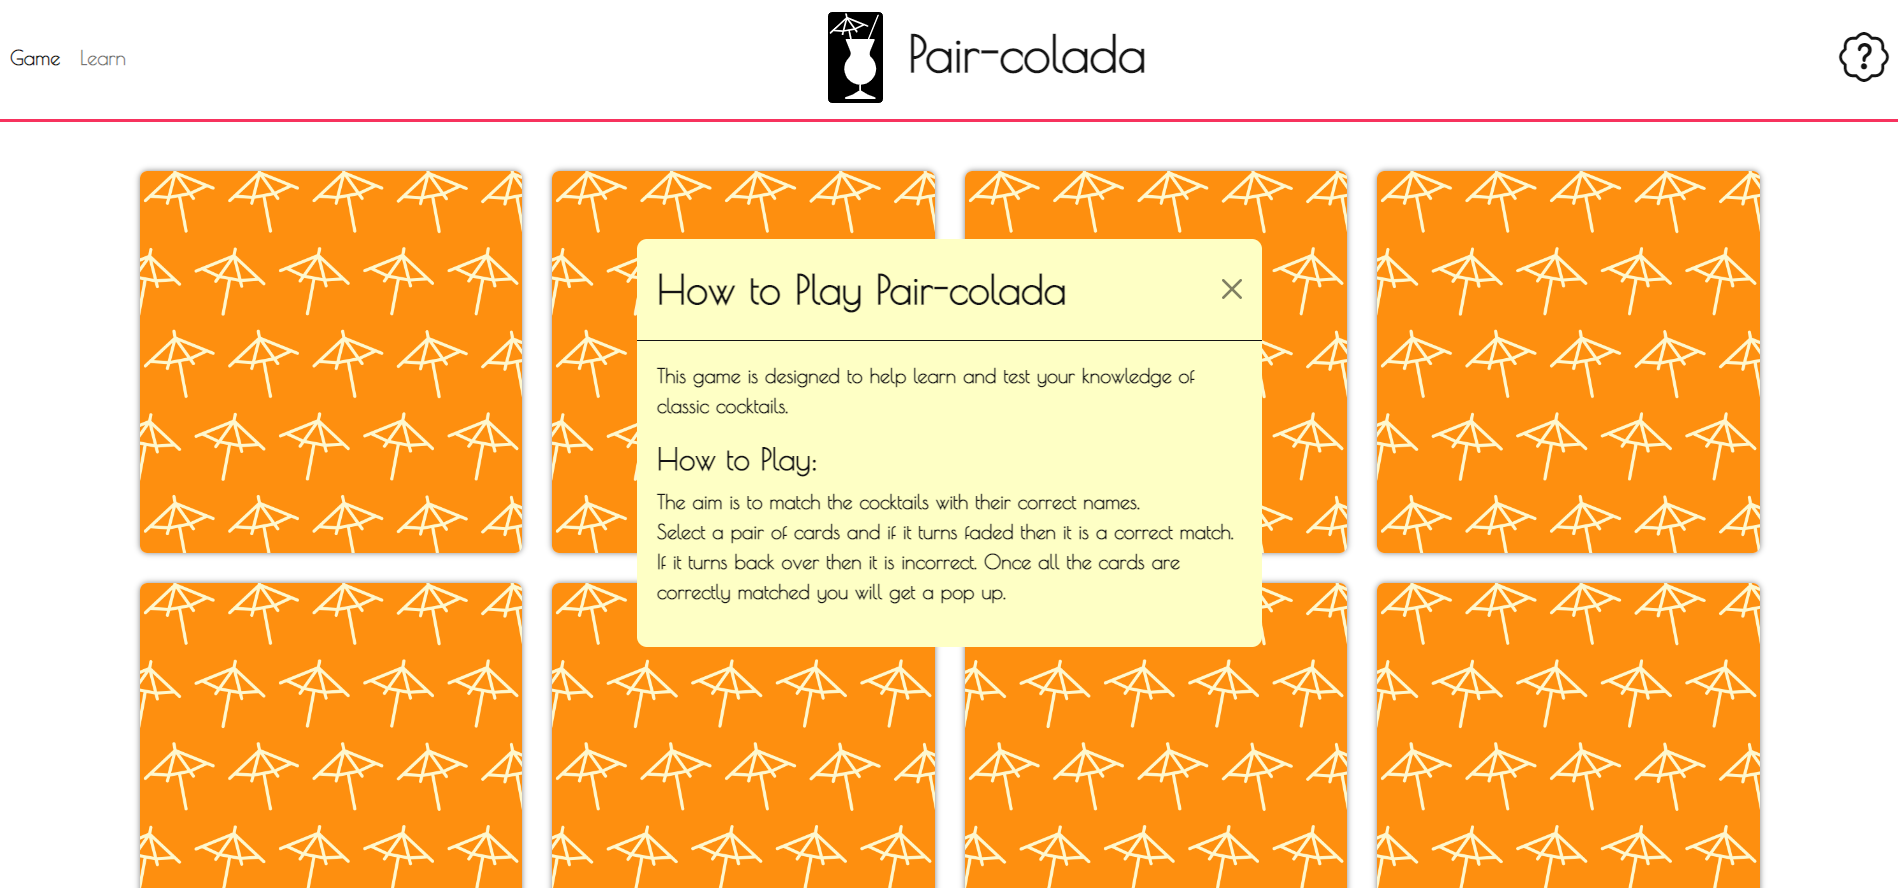 Game Learn
Pair-colada
?
How to Play Pair-colada
This game is designed to help learn and test your knowledge of
classic cocktails.
How to Play:
The aim is to match the cocktails with their correct names.
Select a pair of cards and if it turns faded then it is a correct match.
If it turns back over then it is incorrect. Once all the cards are
correctly matched you will get a pop up.